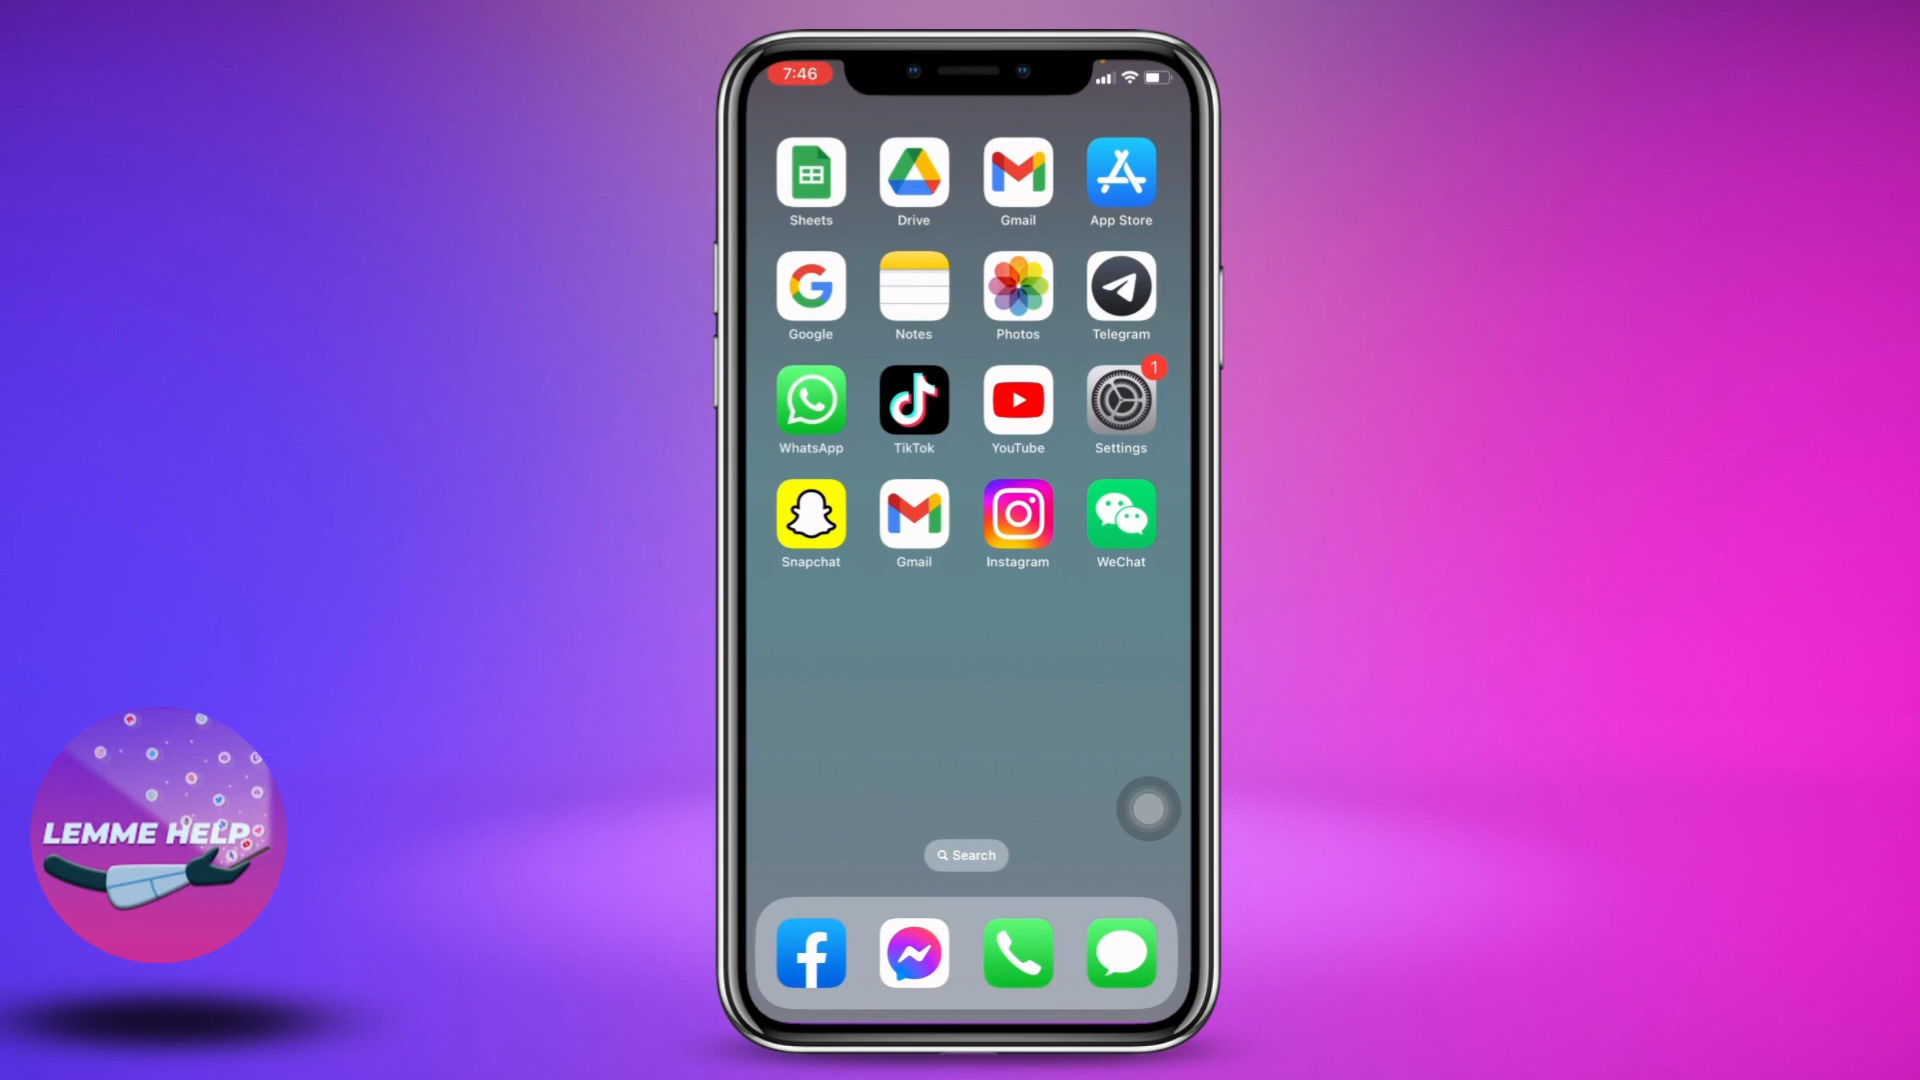 7:46
Sheets Drive Gmail App Store
Google Notes Photos Telegram
1
WhatsApp TikTok YouTube Settings
Snapchat Gmail Instagram WeChat
LEMME HELP
Search